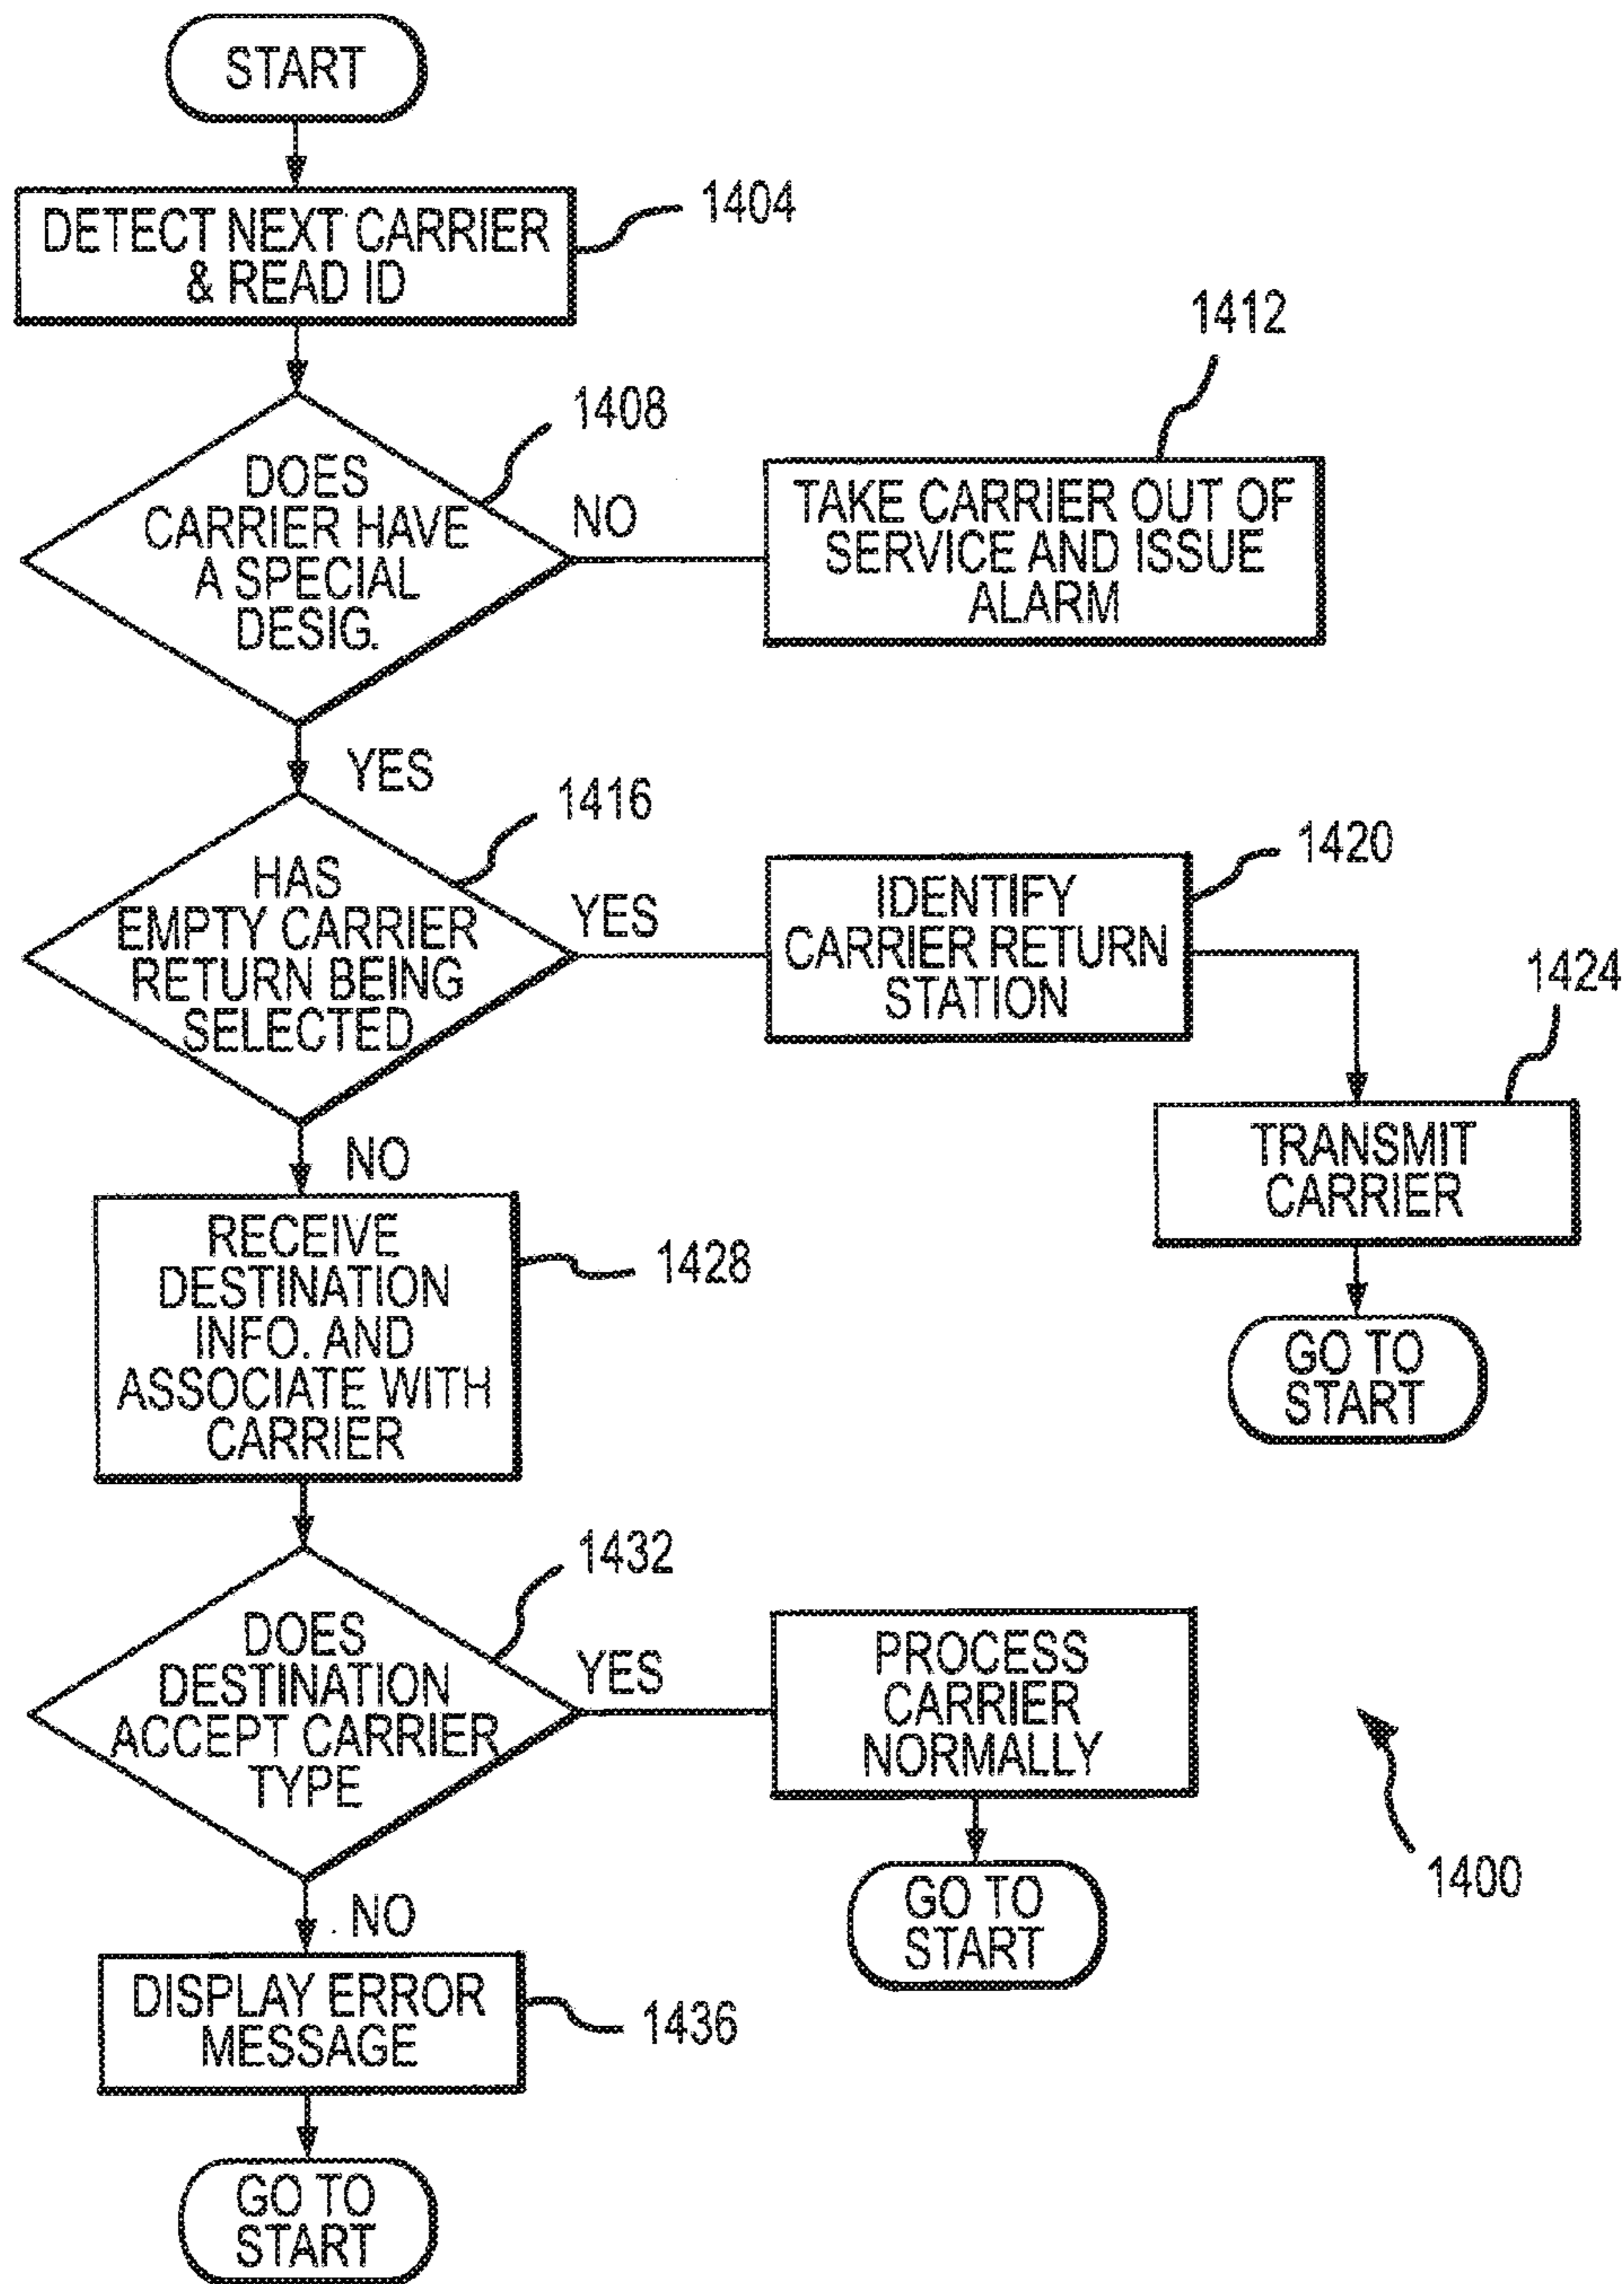 START
DETECT NEXT CARRIER
& READ ID
1404
DOES
CARRIER HAVE
A SPECIAL
DESIG.
1408
NO
TAKE CARRIER OUT OF
SERVICE AND ISSUE
ALARM
1412
YES
HAS
EMPTY CARRIER
RETURN BEING
SELECTED
1416
YES
IDENTIFY
CARRIER RETURN
STATION
1420
TRANSMIT
CARRIER
1424
GO TO
START
NO
RECEIVE
DESTINATION
INFO. AND
ASSOCIATE WITH
CARRIER
1428
DOES
DESTINATION
ACCEPT CARRIER
TYPE
1432
YES
PROCESS
CARRIER
NORMALLY
GO TO
START
1400
NO
DISPLAY ERROR
MESSAGE
1436
GO TO
START